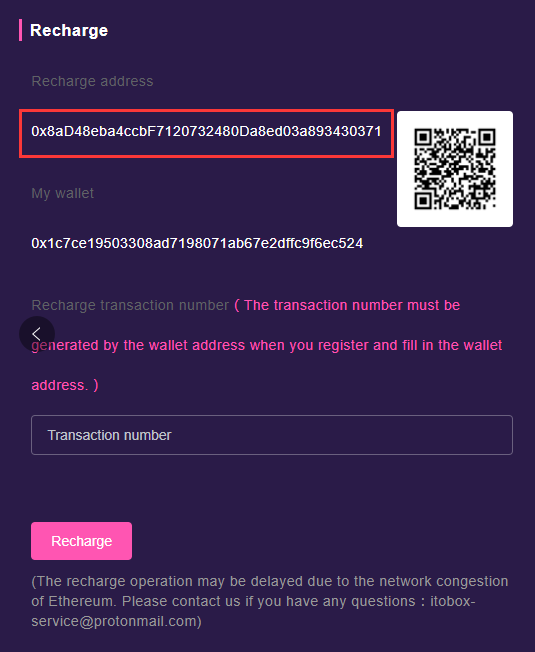 Recharge
Recharge address
0x8aD48eba4ccbF7120732480Da8ed03a893430371
My wallet
0x1c7ce19503308ad7198071ab67e2dffc9f6ec524
Recharge transaction number ( The transaction number must be
generated by the wallet address when you register and fill in the wallet
address. )
Transaction number
Recharge
(The recharge operation may be delayed due to the network congestion
of Ethereum. Please contact us if you have any questions : itobox-
service@protonmail.com)